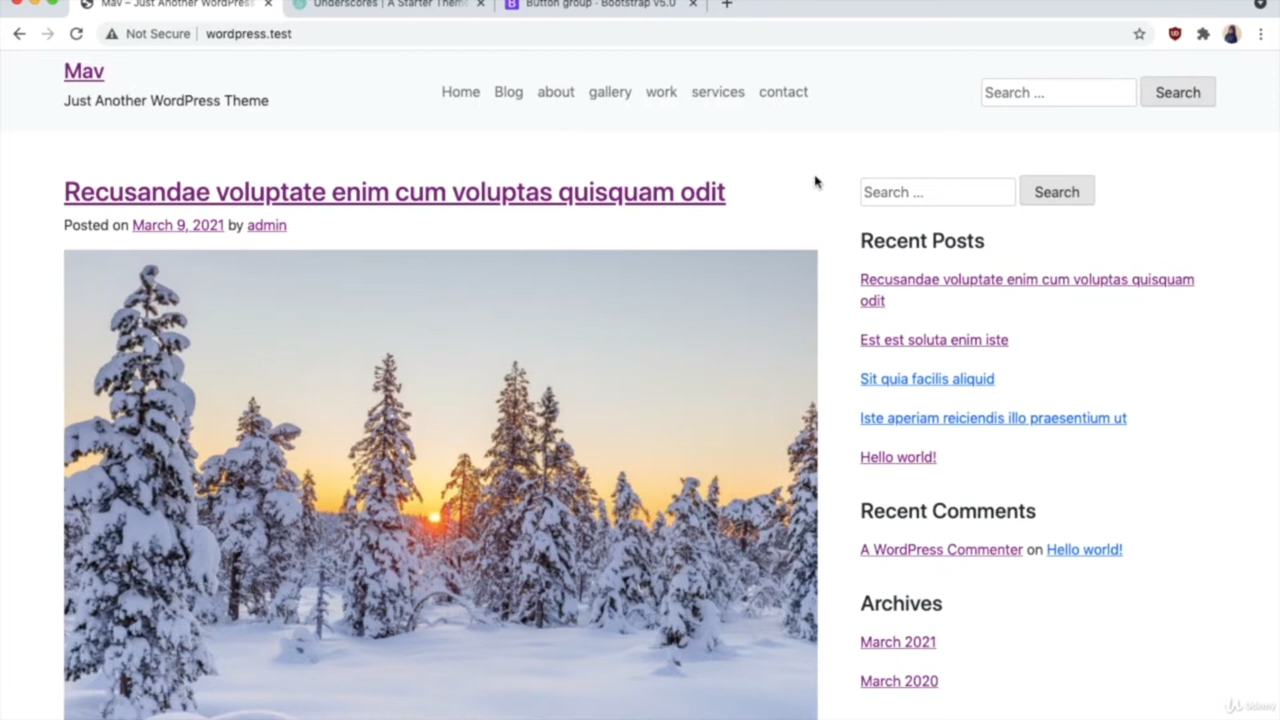 Mav – Just Another WordPress
Underscores | A Starter Theme
Button group · Bootstrap v5.0
Not Secure
wordpress.test
Mav
Just Another WordPress Theme
Home
Blog
about
gallery
work
services
contact
Search ...
Search
Recusandae voluptate enim cum voluptas quisquam odit
Posted on March 9, 2021 by admin
Search ...
Search
Recent Posts
Recusandae voluptate enim cum voluptas quisquam
odit
Est est soluta enim iste
Sit quia facilis aliquid
Iste aperiam reiciendis illo praesentium ut
Hello world!
Recent Comments
A WordPress Commenter on Hello world!
Archives
March 2021
March 2020
Udemy